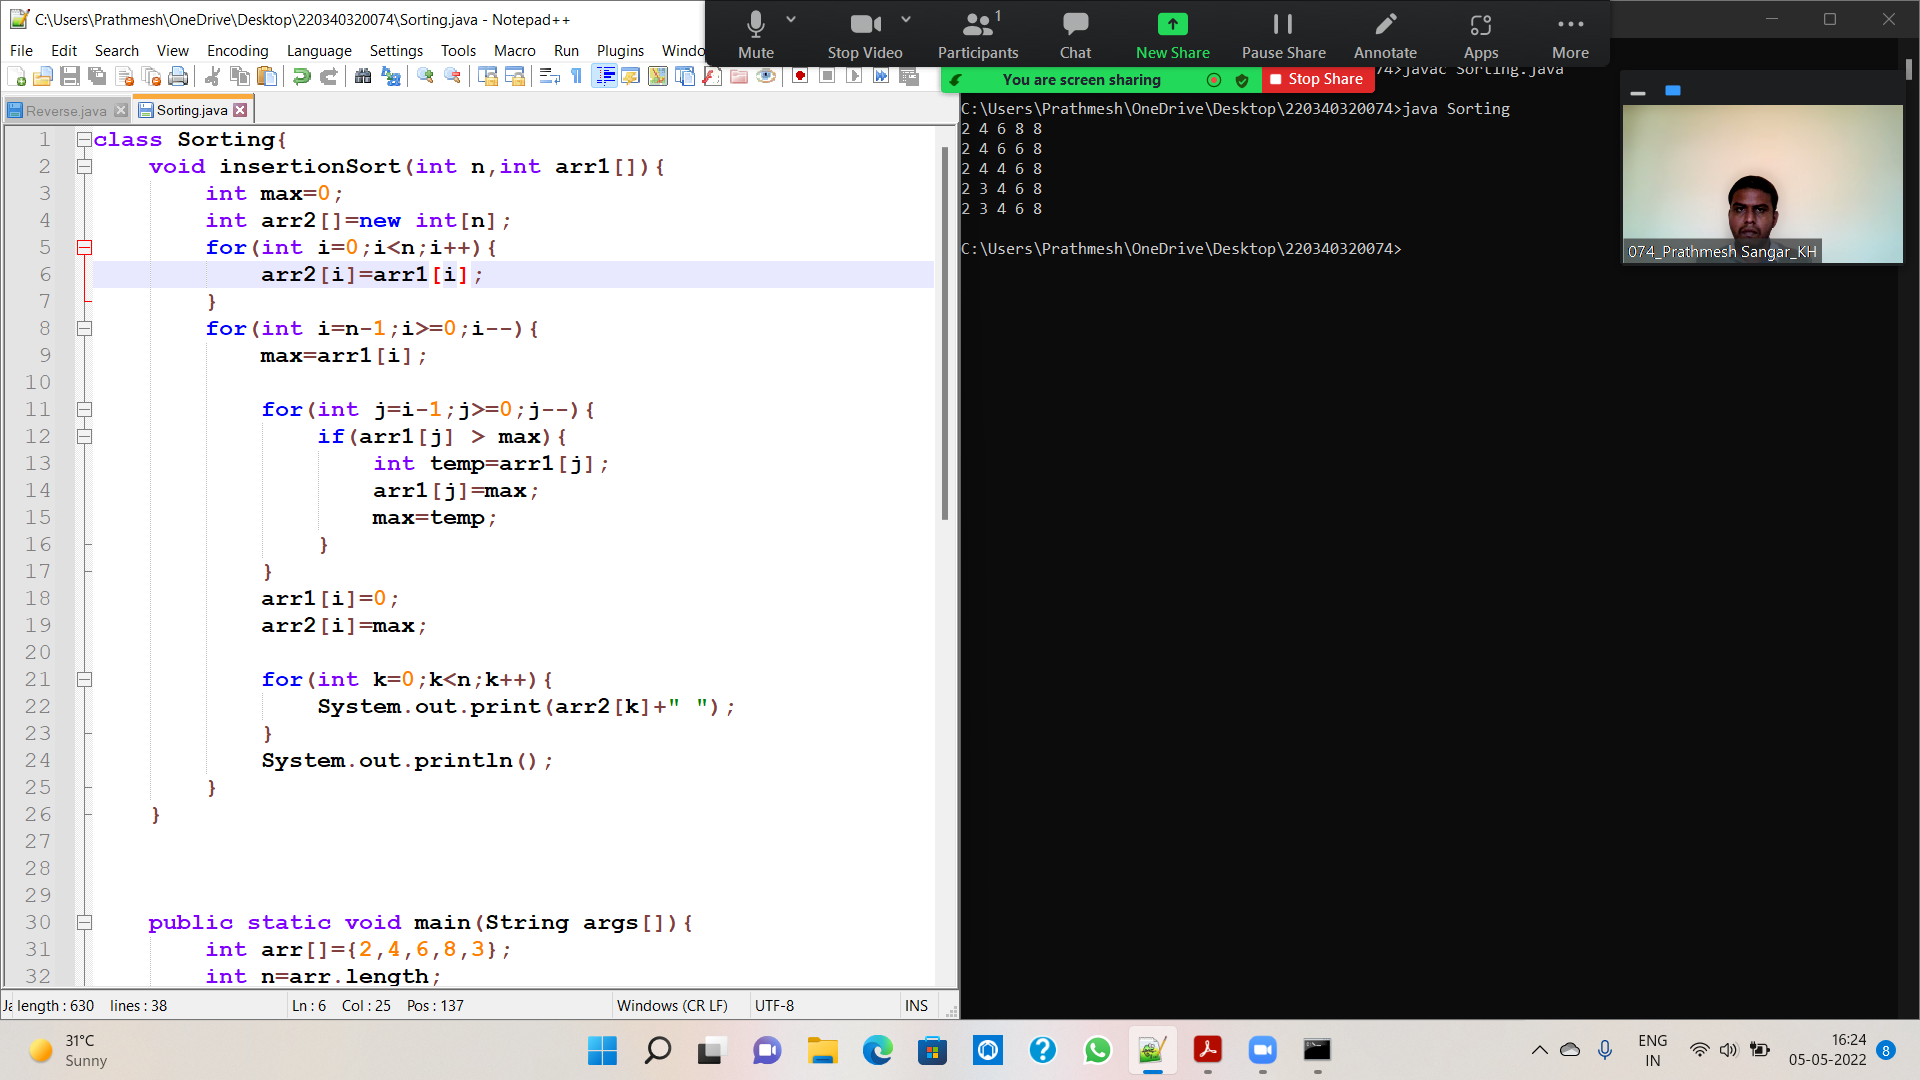 C:\Users\Prathmesh\OneDrive\Desktop\220340320074\Sorting.java - Notepad++
File Edit Search View Encoding Language Settings Tools Macro Run Plugins Windo
Reverse.java
Sorting.java
1 class Sorting{
2 void insertionSort(int n,int arr1[]){
3 int max=0;
4 int arr2[]=new int[n];
5 for(int i=0;i<n;i++){
6 arr2[i]=arr1[i];
7 }
8 for(int i=n-1;i>=0;i--){
9 max=arr1[i];
10
11 for(int j=i-1;j>=0;j--){
12 if(arr1[j] > max){
13 int temp=arr1[j];
14 arr1[j]=max;
15 max=temp;
16 }
17 }
18 arr1[i]=0;
19 arr2[i]=max;
20
21 for(int k=0;k<n;k++){
22 System.out.print(arr2[k]+" ");
23 }
24 System.out.println();
25 }
26 }
27
28
29
30 public static void main(String args[]){
31 int arr[]={2,4,6,8,3};
32 int n=arr.length;
Ja length : 630 lines : 38 Ln : 6 Col : 25 Pos : 137 Windows (CR LF) UTF-8 INS
Mute Stop Video Participants 1 Chat New Share Pause Share Annotate Apps More
You are screen sharing Stop Share
74>javac Sorting.java
C:\Users\Prathmesh\OneDrive\Desktop\220340320074>java Sorting
2 4 6 8 8
2 4 6 6 8
2 4 4 6 8
2 3 4 6 8
2 3 4 6 8
C:\Users\Prathmesh\OneDrive\Desktop\220340320074>
074_Prathmesh Sangar_KH
31°C
Sunny
ENG
IN
16:24
05-05-2022
8